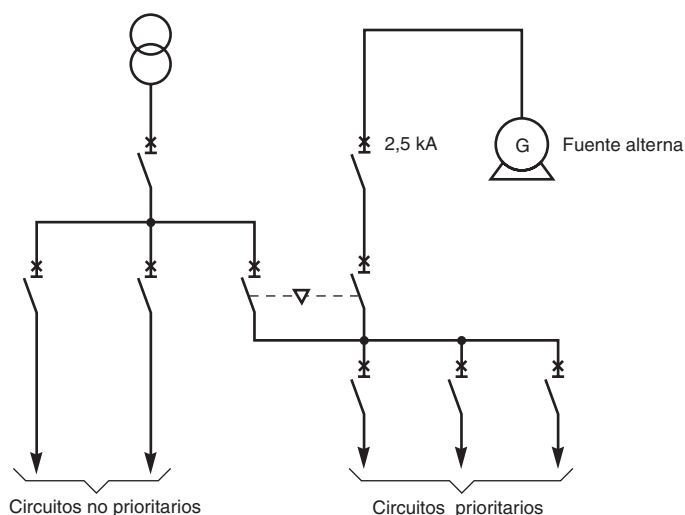 2,5 kA
G
Fuente alterna
Circuitos no prioritarios
Circuitos prioritarios